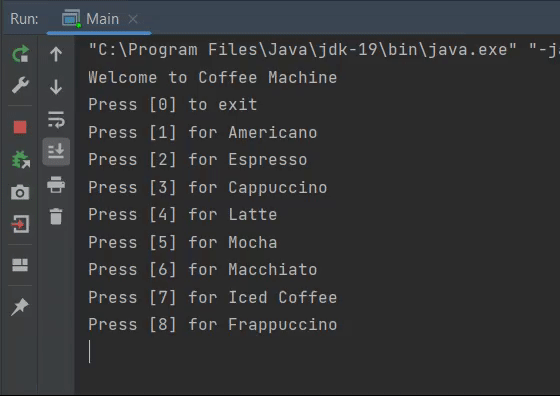 Run: Main
"C:\Program Files\Java\jdk-19\bin\java.exe" "-ja
Welcome to Coffee Machine
Press [0] to exit
Press [1] for Americano
Press [2] for Espresso
Press [3] for Cappuccino
Press [4] for Latte
Press [5] for Mocha
Press [6] for Macchiato
Press [7] for Iced Coffee
Press [8] for Frappuccino